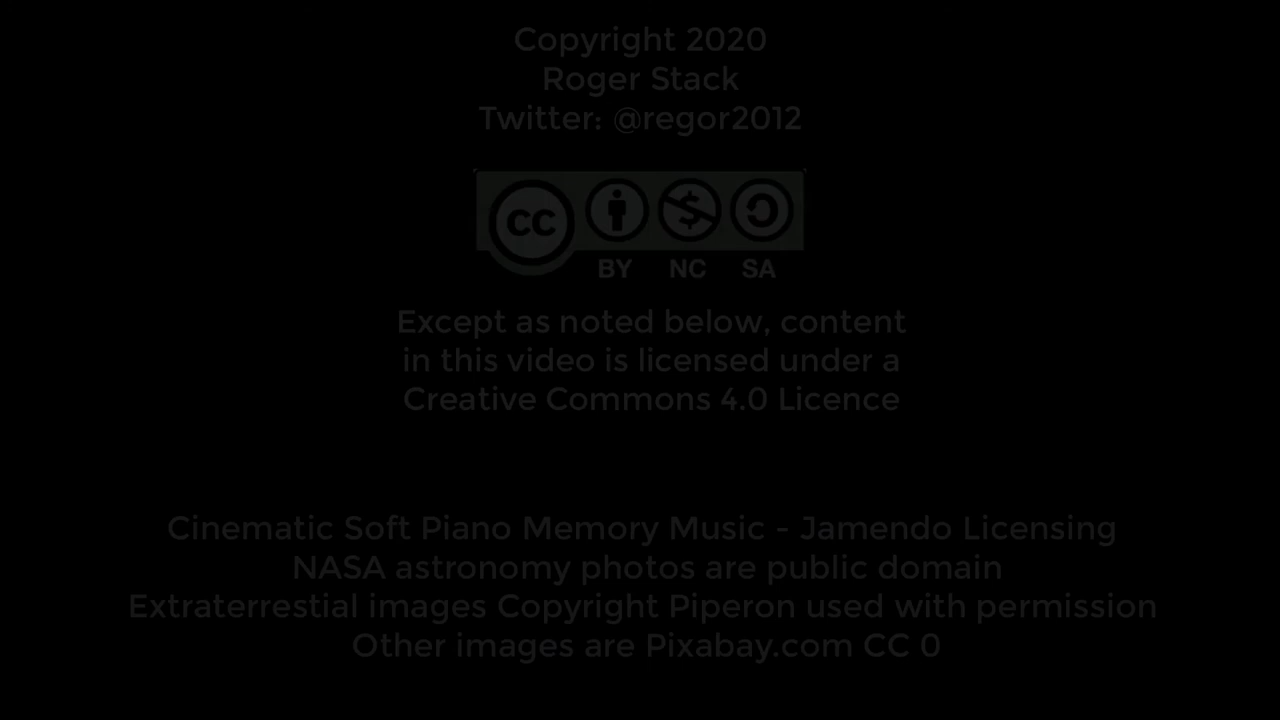 Copyright 2020
Roger Stack
Twitter: @regor2012
cc
BY NC SA
Except as noted below, content
in this video is licensed under a
Creative Commons 4.0 Licence
Cinematic Soft Piano Memory Music - Jamendo Licensing
NASA astronomy photos are public domain
Extraterrestial images Copyright Piperon used with permission
Other images are Pixabay.com CC 0